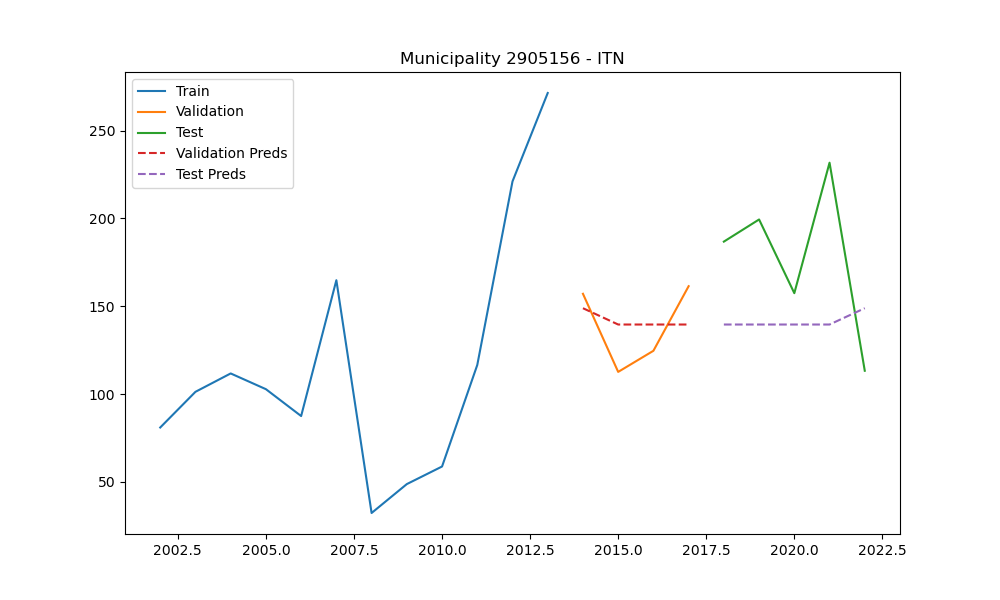 Municipality 2905156 - ITN
Train
Validation
Test
Validation Preds
Test Preds
250
200
150
100
50
2002.5 2005.0 2007.5 2010.0 2012.5 2015.0 2017.5 2020.0 2022.5